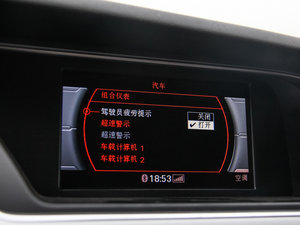 汽车
组合仪表
驾驶员疲劳提示
关闭
超速警示
打开
超速警示
车载计算机 1
车载计算机 2
18:53
空调